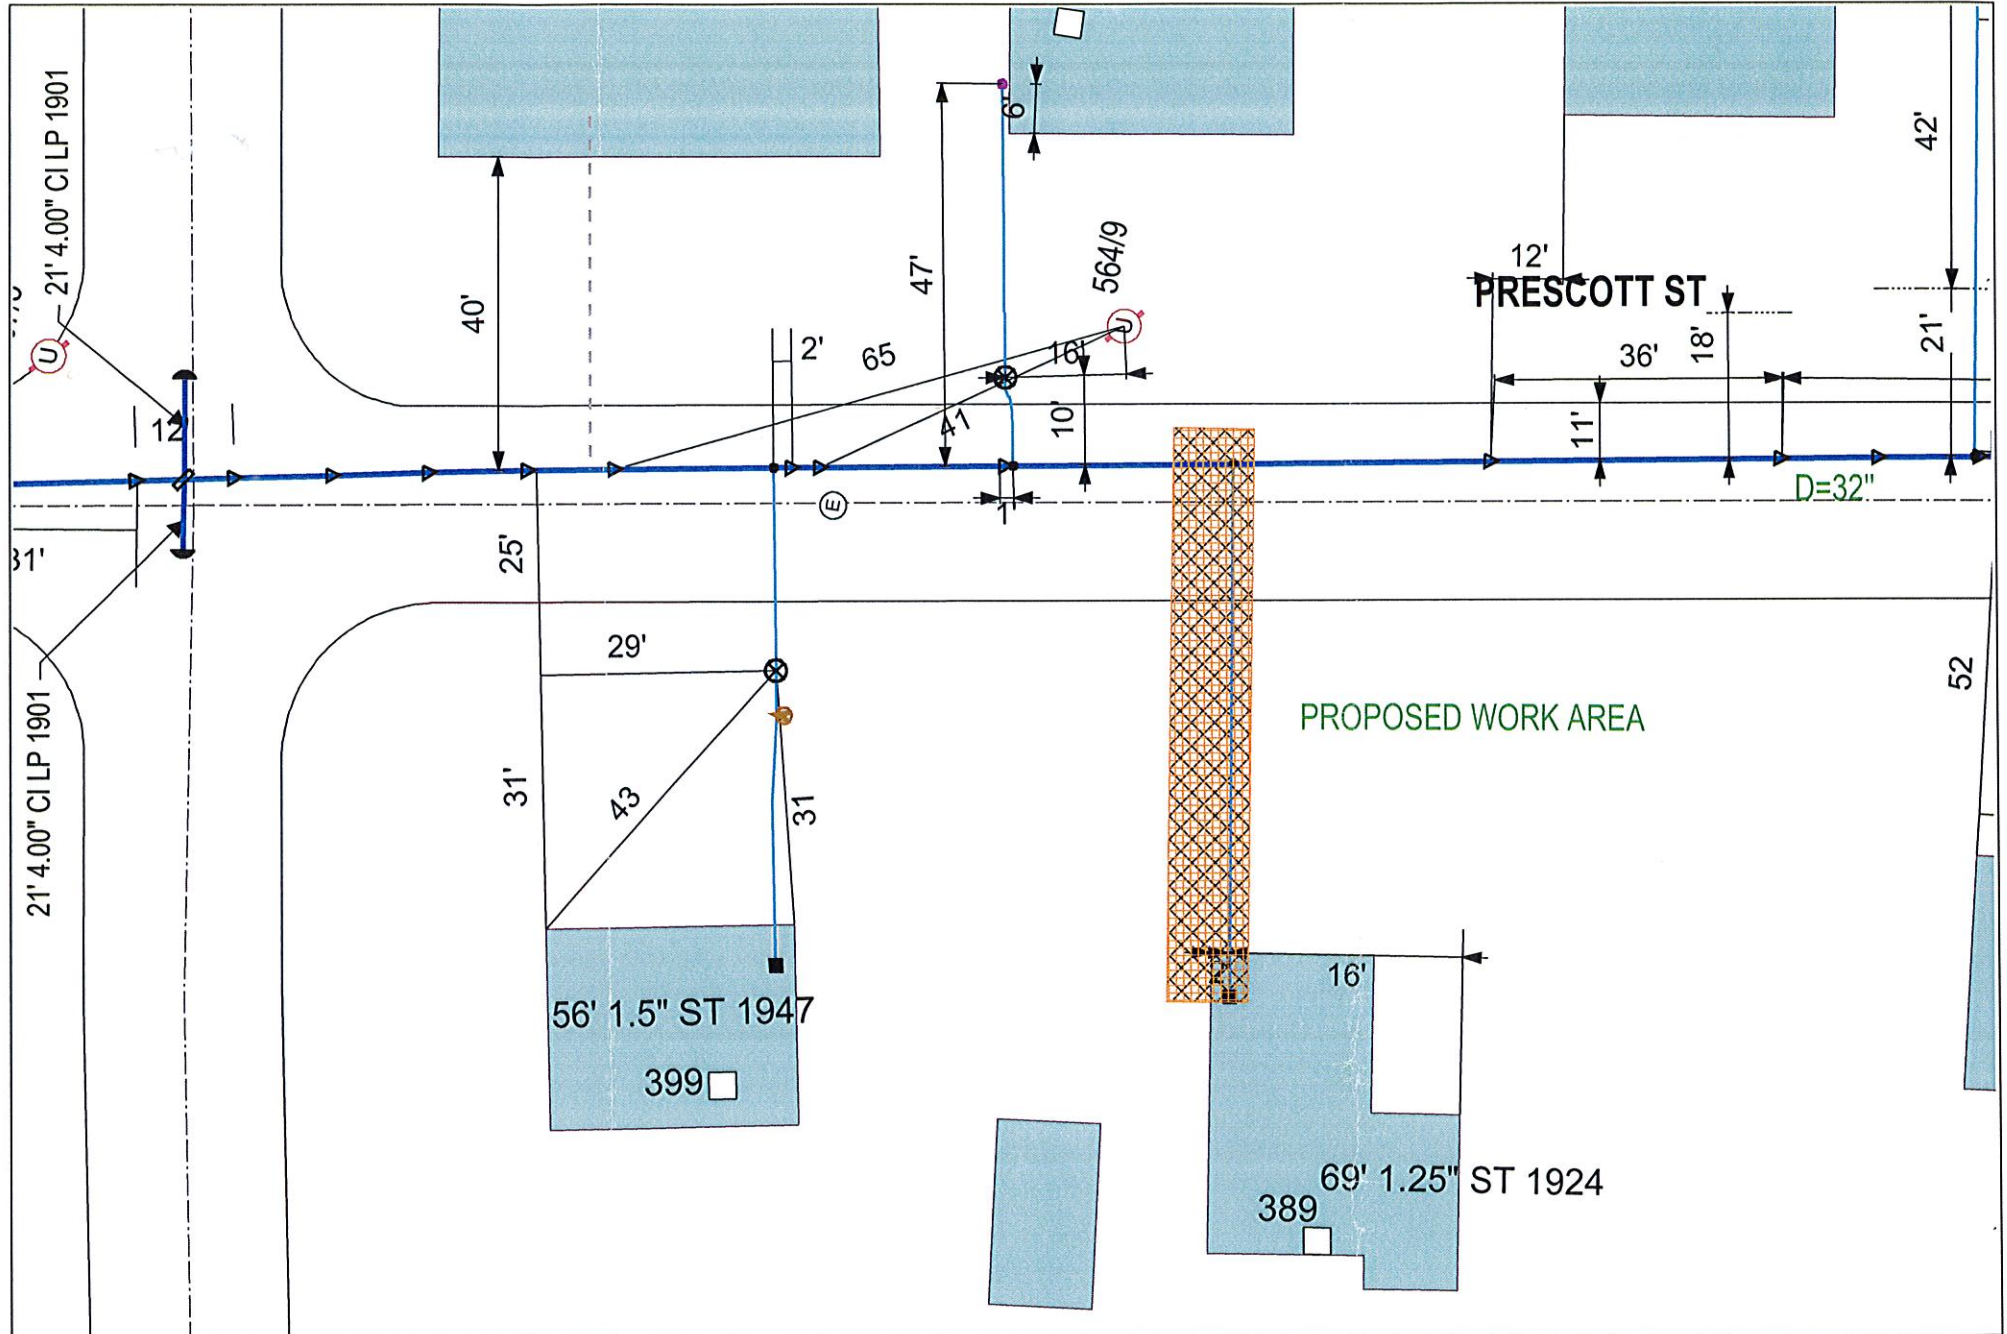 21' 4.00" CI LP 1901
6'
42'
564/9
47'
12'
PRESCOTT ST
40'
2'
65
16'
36'
18'
21'
U
U
12'
41
10'
11'
D=32"
E
1'
25'
29'
52
PROPOSED WORK AREA
21' 4.00" CI LP 1901
31'
43
31
16'
56' 1.5" ST 1947
399
69' 1.25" ST 1924
389